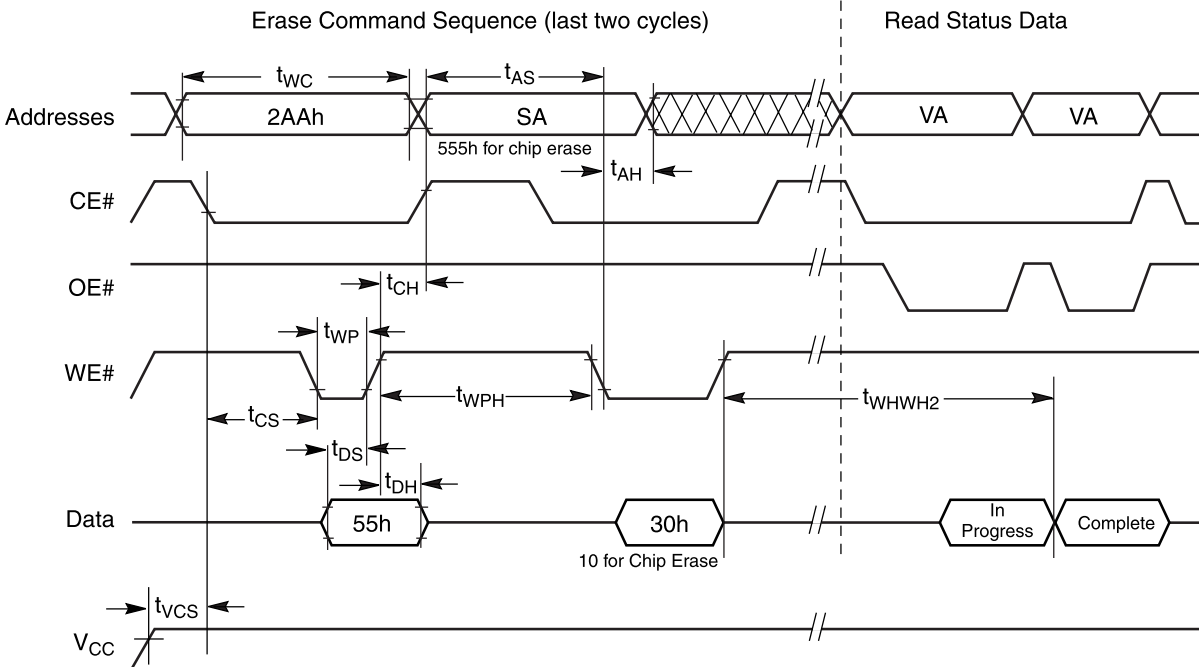 Erase Command Sequence (last two cycles)
Read Status Data
tWC
tAS
Addresses
2AAh
SA
VA
VA
555h for chip erase
tAH
CE#
OE#
tCH
tWP
WE#
tWPH
tWHWH2
tCS
tDS
tDH
Data
55h
30h
In
Progress
Complete
10 for Chip Erase
tVCS
VCC